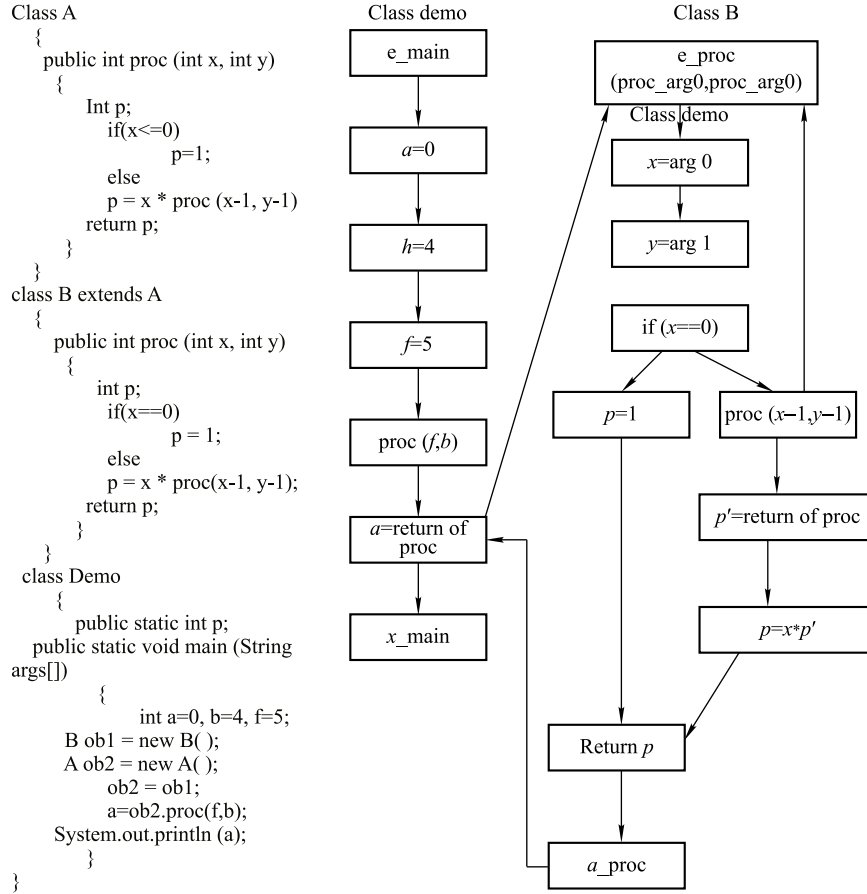 Class A
{
public int proc (int x, int y)
{
Int p;
if(x<=0)
p=1;
else
p = x * proc (x-1, y-1)
return p;
}
}
class B extends A
{
public int proc (int x, int y)
{
int p;
if(x==0)
p = 1;
else
p = x * proc(x-1, y-1);
return p;
}
}
class Demo
{
public static int p;
public static void main (String
args[])
{
int a=0, b=4, f=5;
B ob1 = new B( );
A ob2 = new A( );
ob2 = ob1;
a=ob2.proc(f,b);
System.out.println (a);
}
}
Class demo
e_main
a=0
h=4
f=5
proc (f,b)
a=return of
proc
x_main
Class B
e_proc
(proc_arg0,proc_arg0)
Class demo
x=arg 0
y=arg 1
if (x==0)
p=1
proc (x−1,y−1)
p′=return of proc
p=x*p′
Return p
a_proc